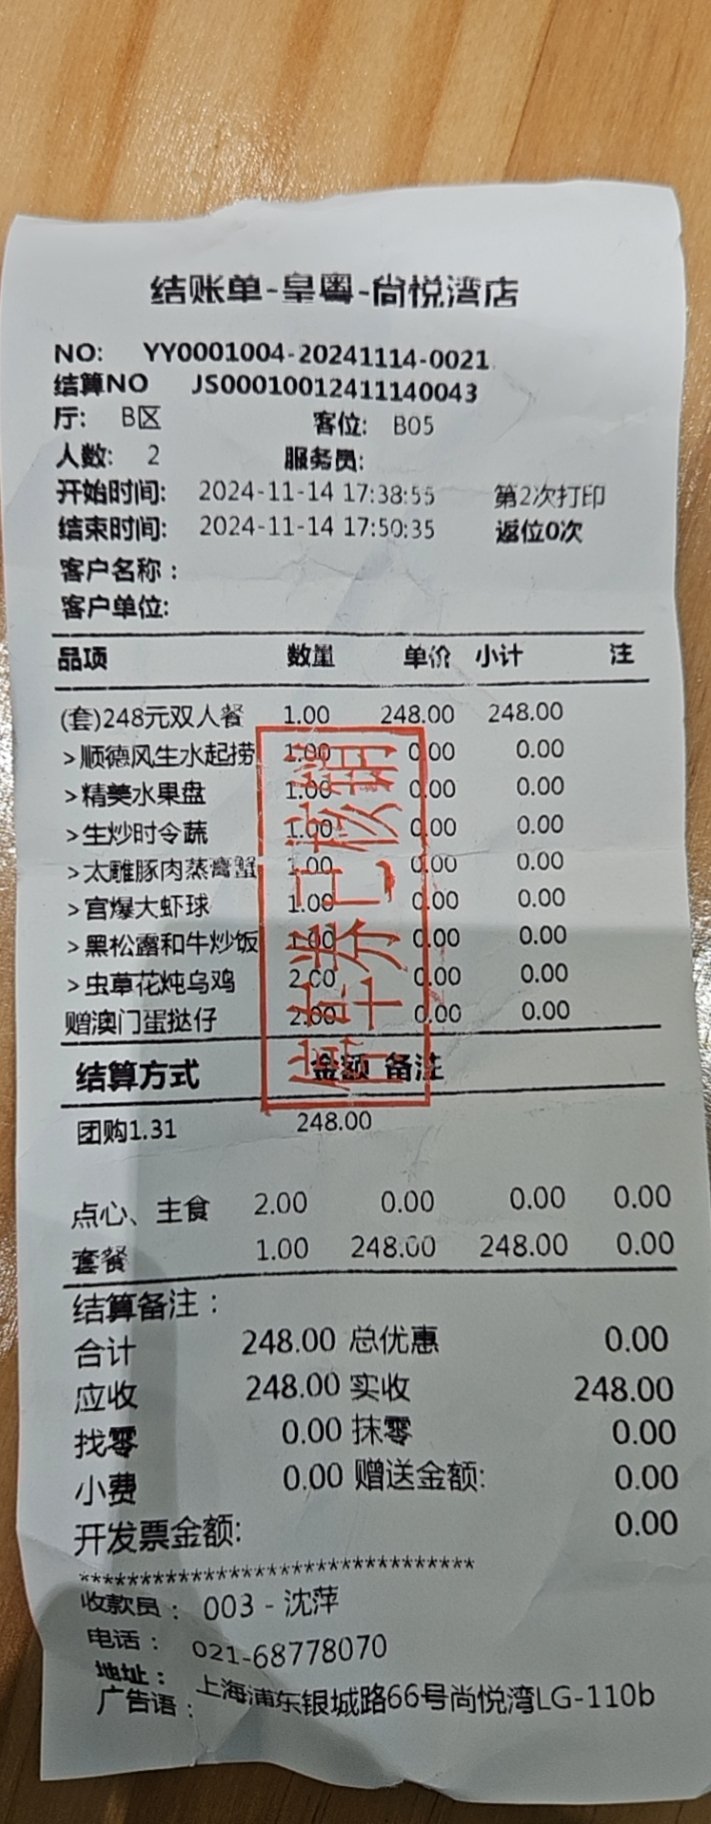 结账单-皇粤-尚悦湾店
NO: YY0001004-20241114-0021
结算NO JS00010012411140043
厅: B区 客位: B05
人数: 2 服务员:
开始时间: 2024-11-14 17:38:55 第2次打印
结束时间: 2024-11-14 17:50:35 返位0次
客户名称:
客户单位:
品项 数量 单价 小计 注
(套)248元双人餐 1.00 248.00 248.00
>顺德风生水起捞 1.00 0.00 0.00
>精美水果盘 1.00 0.00 0.00
>生炒时令蔬 1.00 0.00 0.00
>太雕豚肉蒸膏蟹 1.00 0.00 0.00
>官爆大虾球 1.00 0.00 0.00
>黑松露和牛炒饭 1.00 0.00 0.00
>虫草花炖乌鸡 2.00 0.00 0.00
赠澳门蛋挞仔 2.00 0.00 0.00
券已核销
结算方式 金额 备注
团购1.31 248.00
点心、主食 2.00 0.00 0.00 0.00
套餐 1.00 248.00 248.00 0.00
结算备注:
合计 248.00 总优惠 0.00
应收 248.00 实收 248.00
找零 0.00 抹零 0.00
小费 0.00 赠送金额: 0.00
开发票金额: 0.00
********************************
收款员: 003 - 沈萍
电话: 021-68778070
地址: 上海浦东银城路66号尚悦湾LG-110b
广告语: